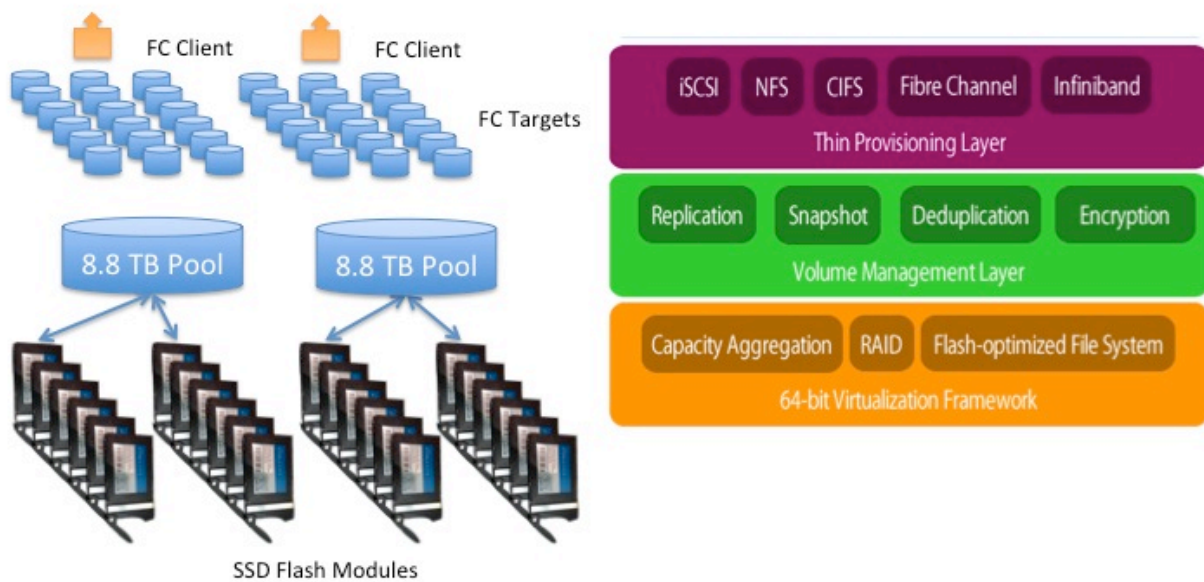 FC Client
FC Client
FC Targets
8.8 TB Pool
8.8 TB Pool
SSD Flash Modules
iSCSI
NFS
CIFS
Fibre Channel
Infiniband
Thin Provisioning Layer
Replication
Snapshot
Deduplication
Encryption
Volume Management Layer
Capacity Aggregation
RAID
Flash-optimized File System
64-bit Virtualization Framework